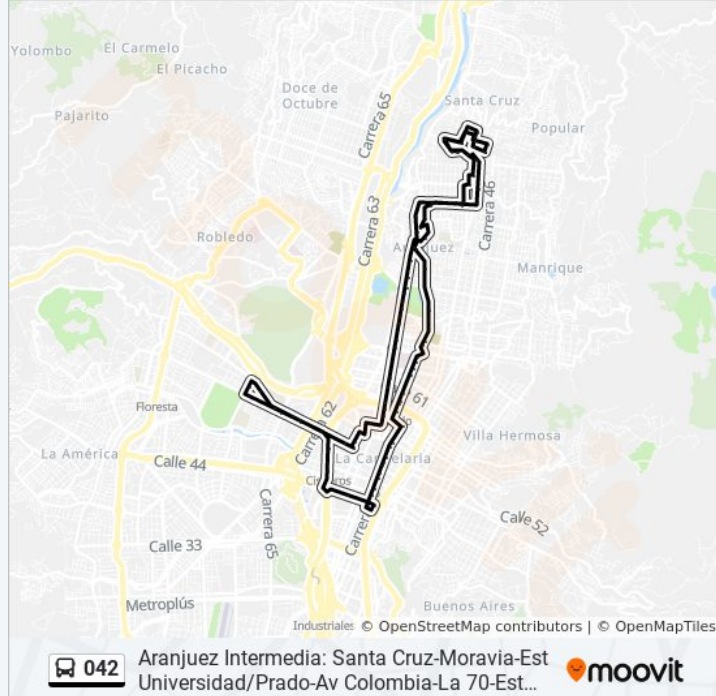 Yolombo
El Carmelo
El Picacho
Doce de
Octubre
Pajarito
Carrera 65
Santa Cruz
Popular
Carrera 63
Carrera 46
Robledo
Manrique
Floresta
Carrera 62
61
Villa Hermosa
La América
Calle 44
La Candelaria
Carrera 65
Calle 52
Calle 33
Metroplús
Buenos Aires
Industriales
© OpenStreetMap contributors | © OpenMapTiles
042
Aranjuez Intermedia: Santa Cruz-Moravia-Est
Universidad/Prado-Av Colombia-La 70-Est…
moovit